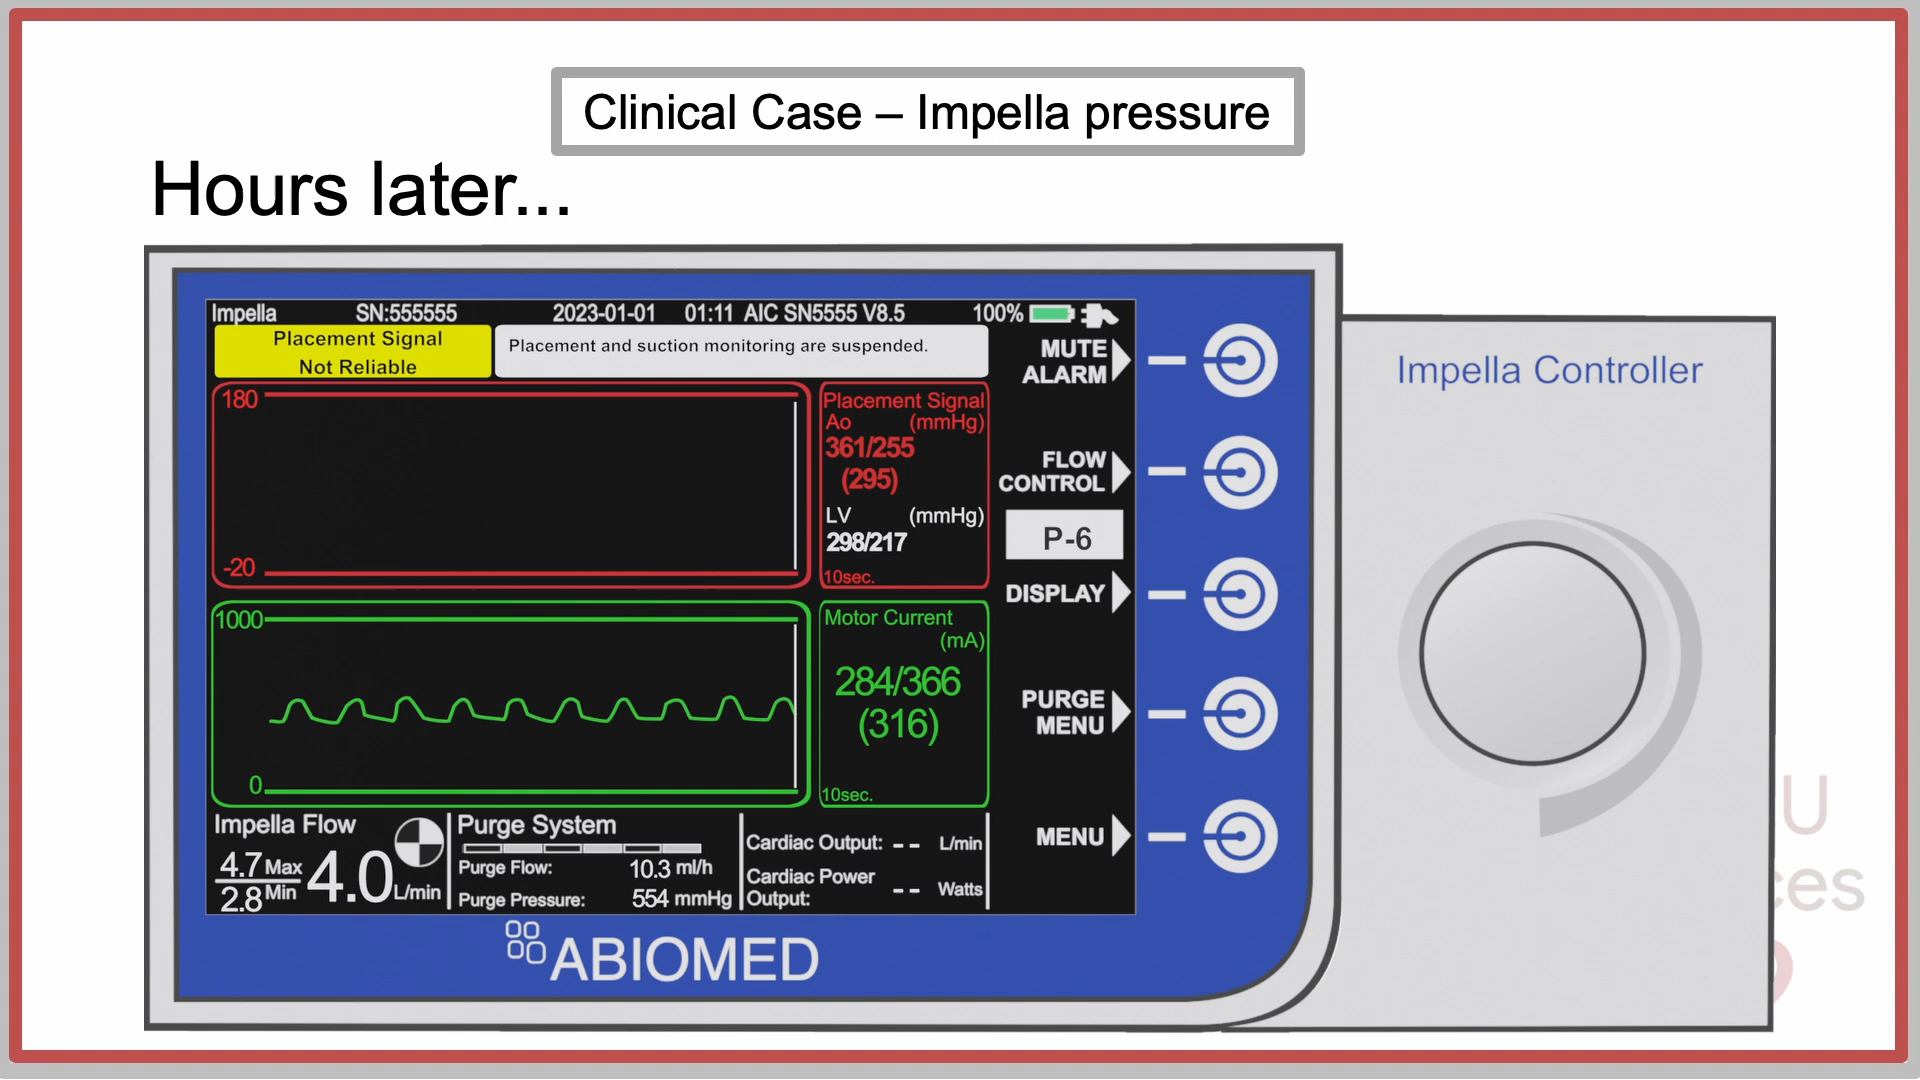 Clinical Case – Impella pressure
Hours later...
Impella SN:555555 2023-01-01 01:11 AIC SN5555 V8.5 100%
Placement Signal
Not Reliable
Placement and suction monitoring are suspended.
MUTE
ALARM
Impella Controller
180
-20
Placement Signal
Ao (mmHg)
361/255
(295)
LV (mmHg)
298/217
10sec.
FLOW
CONTROL
P-6
DISPLAY
1000
0
Motor Current
(mA)
284/366
(316)
10sec.
PURGE
MENU
MENU
Impella Flow
4.7 Max
2.8 Min
4.0 L/min
Purge System
Purge Flow: 10.3 ml/h
Purge Pressure: 554 mmHg
Cardiac Output: -- L/min
Cardiac Power
Output: -- Watts
ABIOMED